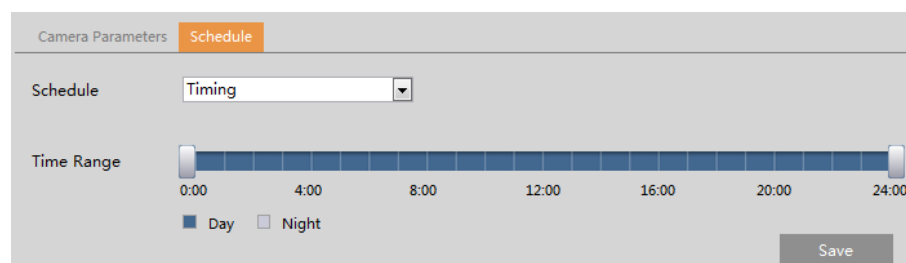 Camera Parameters Schedule
Schedule Timing
Time Range
0:00 4:00 8:00 12:00 16:00 20:00 24:00
Day Night
Save